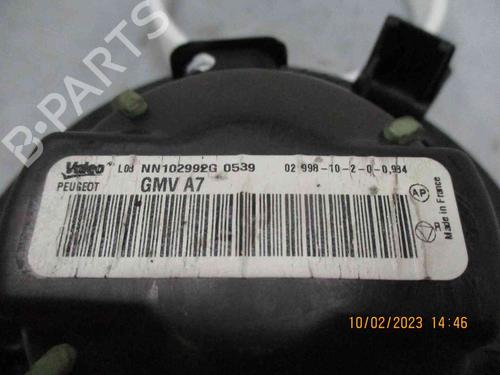 B-PARTS
Valeo L08 NN102992G 0539 02 998-10-2-0-0,984
PEUGEOT GMV A7
AP
R
Made in France
10/02/2023 14:46